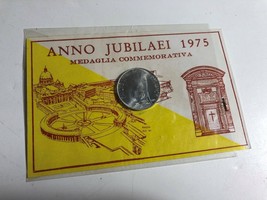 ANNO JUBILAEI 1975
MEDAGLIA COMMEMORATIVA